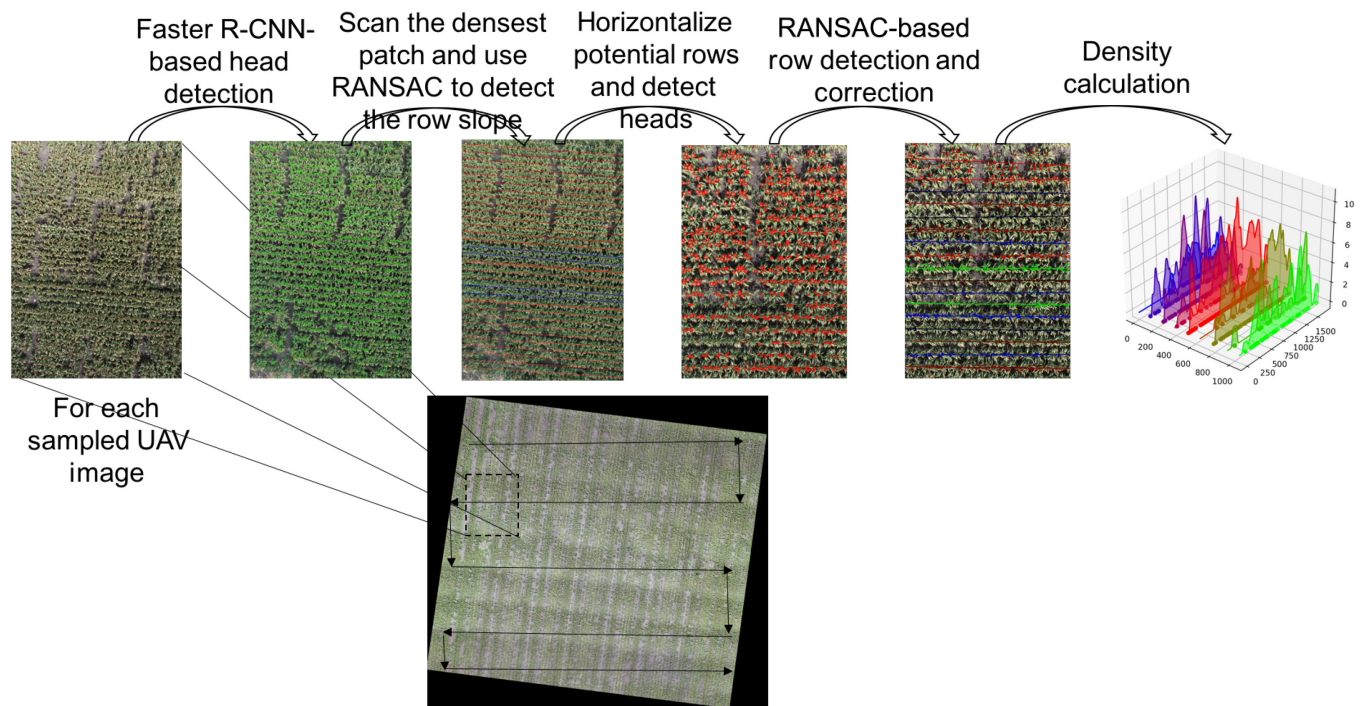 Faster R-CNN-
based head
detection
Scan the densest
patch and use
RANSAC to detect
the row slope
Horizontalize
potential rows
and detect
heads
RANSAC-based
row detection and
correction
Density
calculation
10
8
6
4
2
0
0
200
400
600
800
1000
0
250
500
750
1000
1250
1500
For each
sampled UAV
image